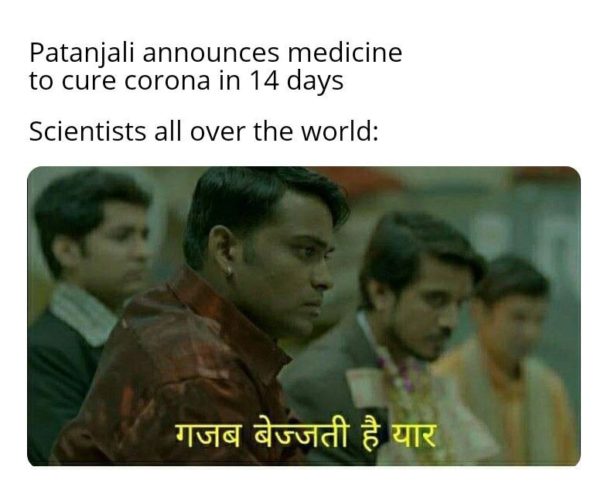 Patanjali announces medicine
to cure corona in 14 days
Scientists all over the world:
गजब बेज्जती है यार